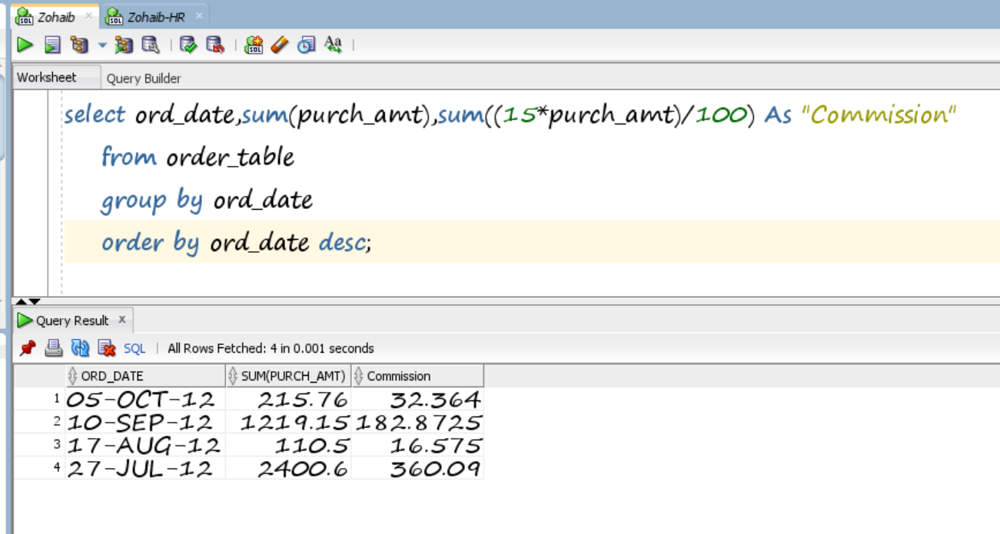 Zohaib × Zohaib-HR ×
Worksheet Query Builder
select ord_date,sum(purch_amt),sum((15*purch_amt)/100) As "Commission"
from order_table
group by ord_date
order by ord_date desc;
Query Result x
SQL | All Rows Fetched: 4 in 0.001 seconds
ORD_DATE SUM(PURCH_AMT) Commission
1 05-OCT-12 215.76 32.364
2 10-SEP-12 1219.15 182.8725
3 17-AUG-12 110.5 16.575
4 27-JUL-12 2400.6 360.09